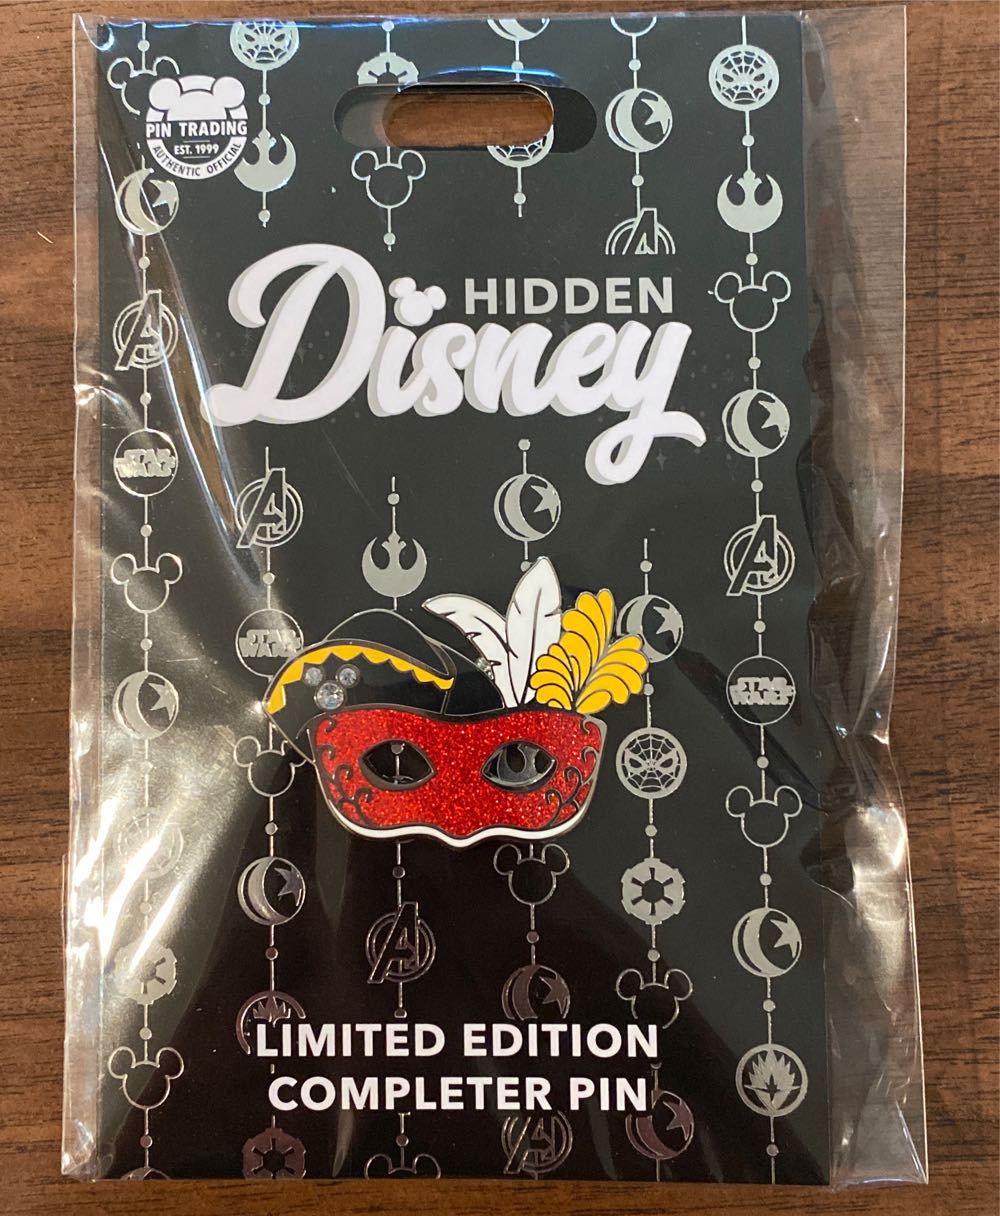 PIN TRADING
EST. 1999
AUTHENTIC OFFICIAL
HIDDEN
Disney
STAR
WARS
STAR
WARS
STAR
WARS
LIMITED EDITION
COMPLETER PIN